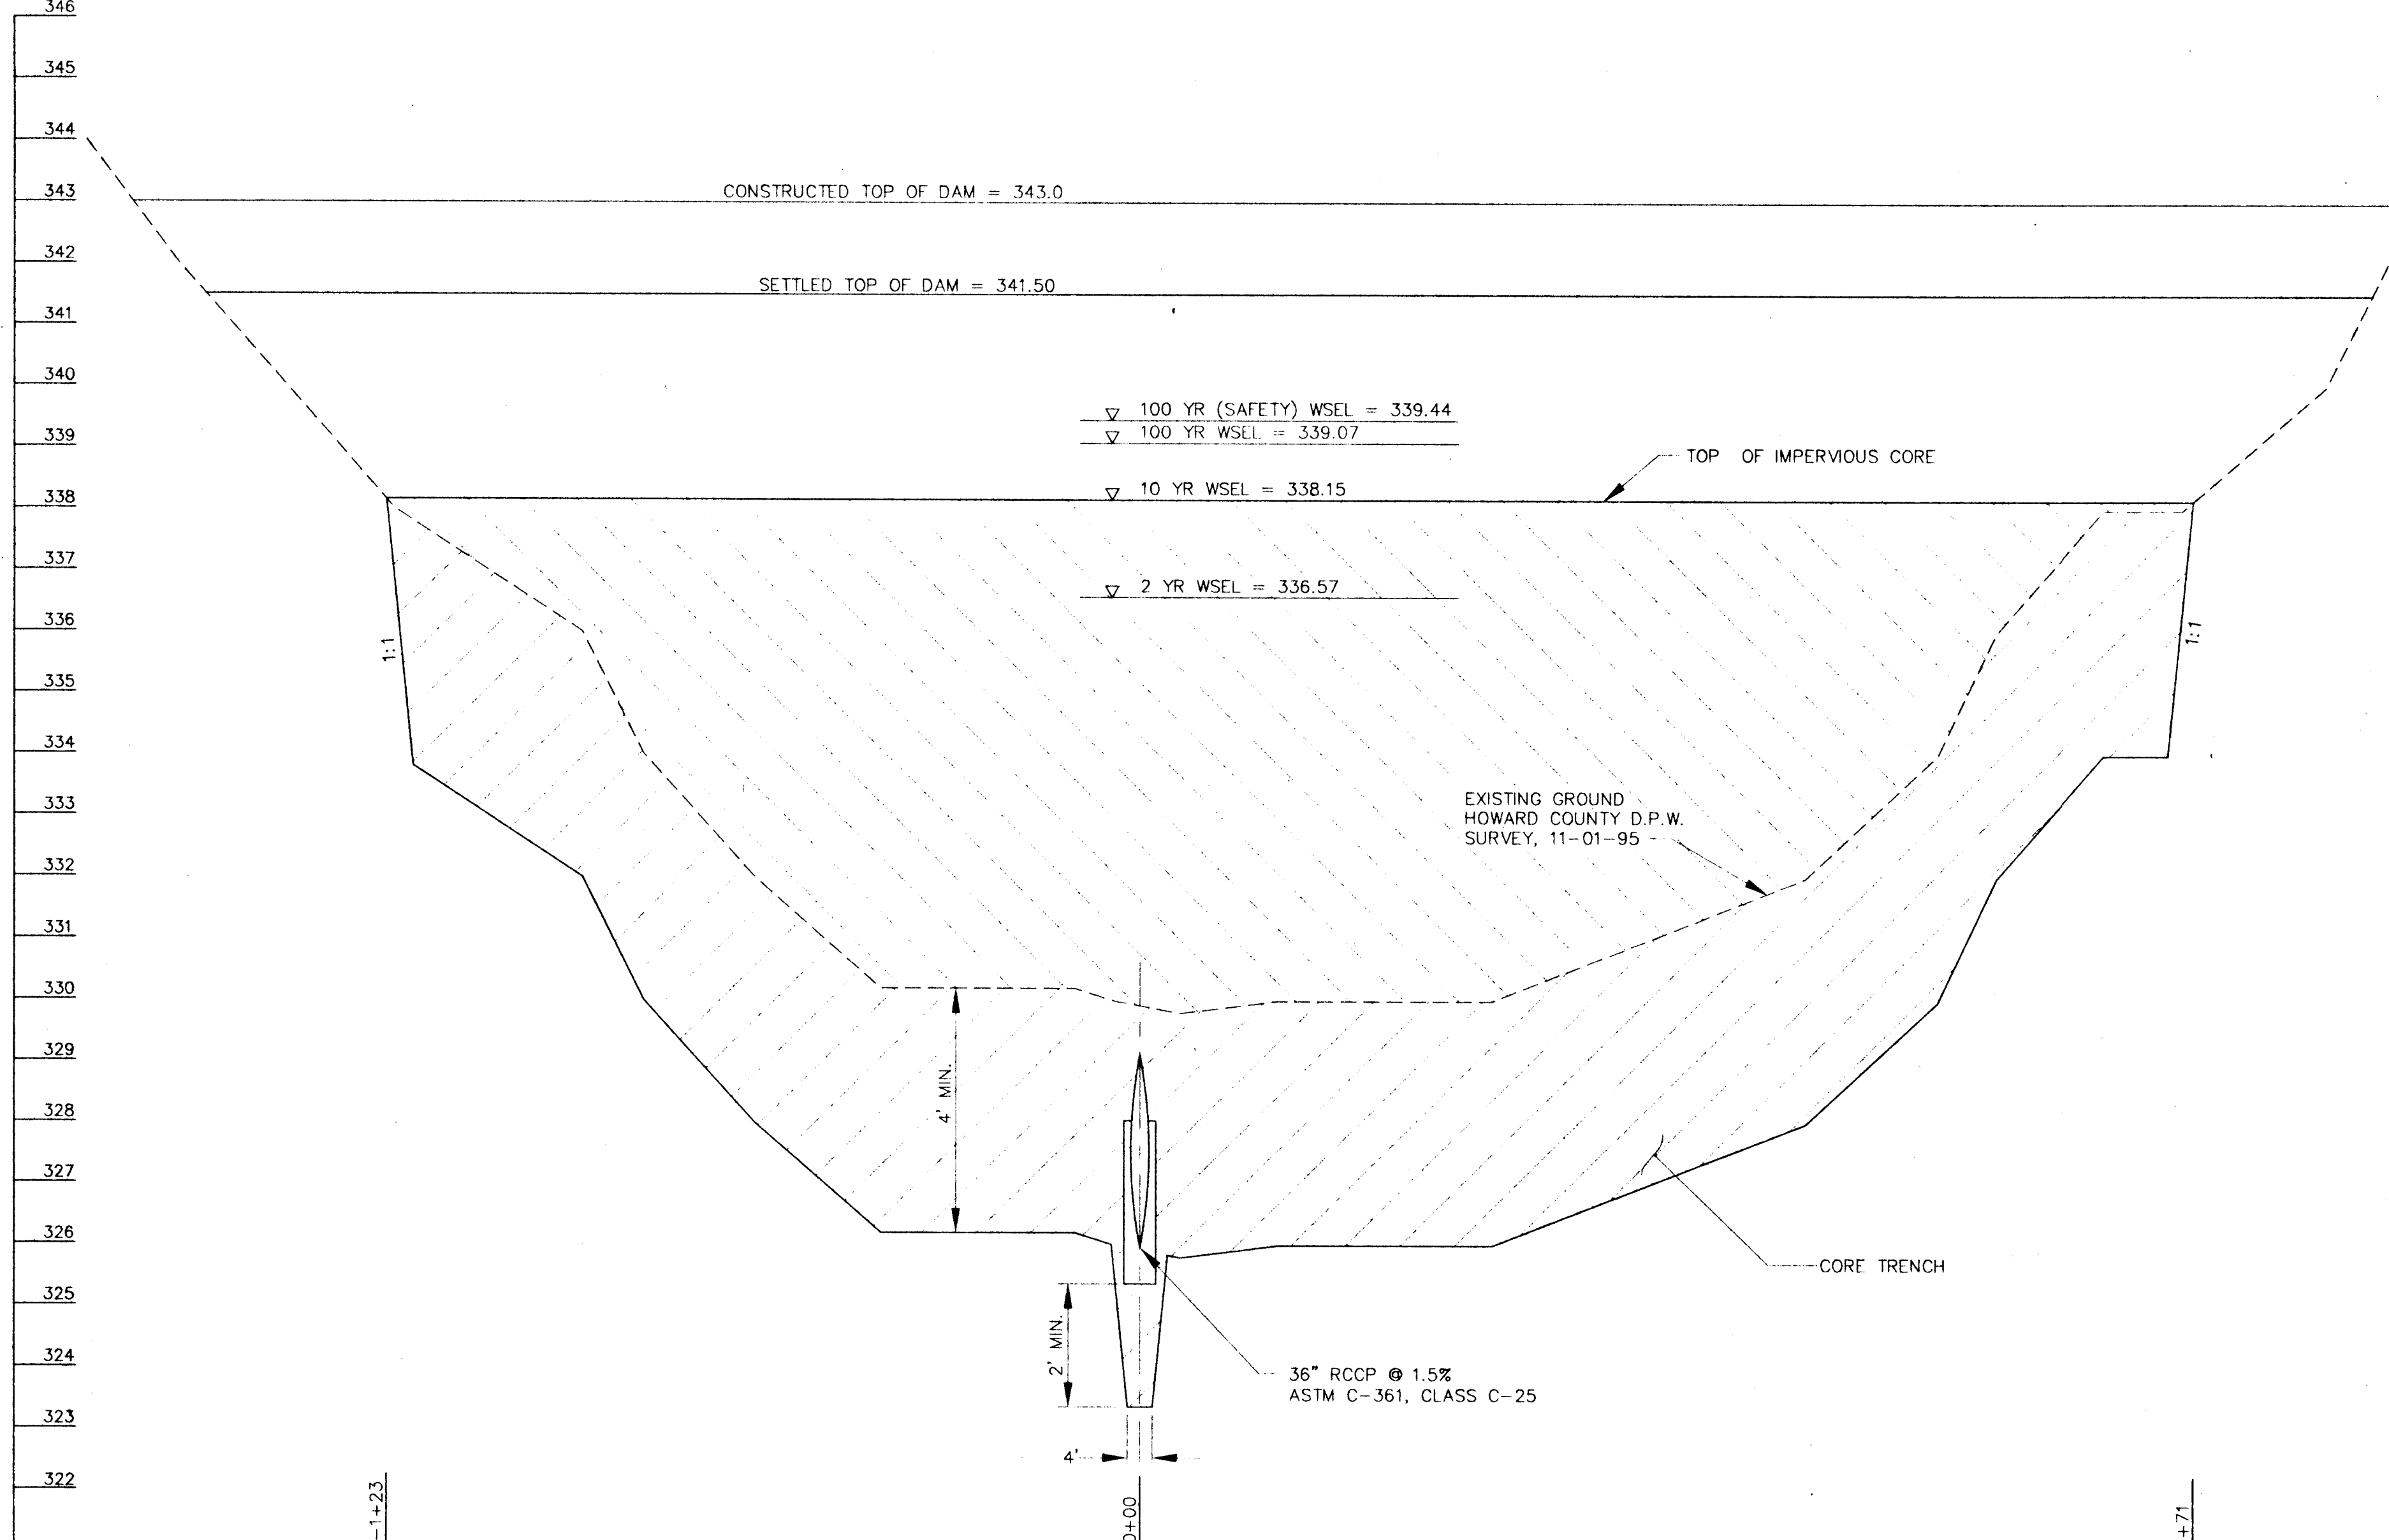 346
345
344
343
CONSTRUCTED TOP OF DAM = 343.0
342
SETTLED TOP OF DAM = 341.50
341
340
100 YR (SAFETY) WSEL = 339.44
339
100 YR WSEL = 339.07
TOP OF IMPERVIOUS CORE
338
10 YR WSEL = 338.15
337
2 YR WSEL = 336.57
336
1:1
1:1
335
334
EXISTING GROUND
HOWARD COUNTY D.P.W.
SURVEY, 11-01-95
333
332
331
330
329
4' MIN.
328
327
326
CORE TRENCH
325
2' MIN.
324
36" RCCP @ 1.5%
ASTM C-361, CLASS C-25
323
4'
322
-1+23
0+00
+71